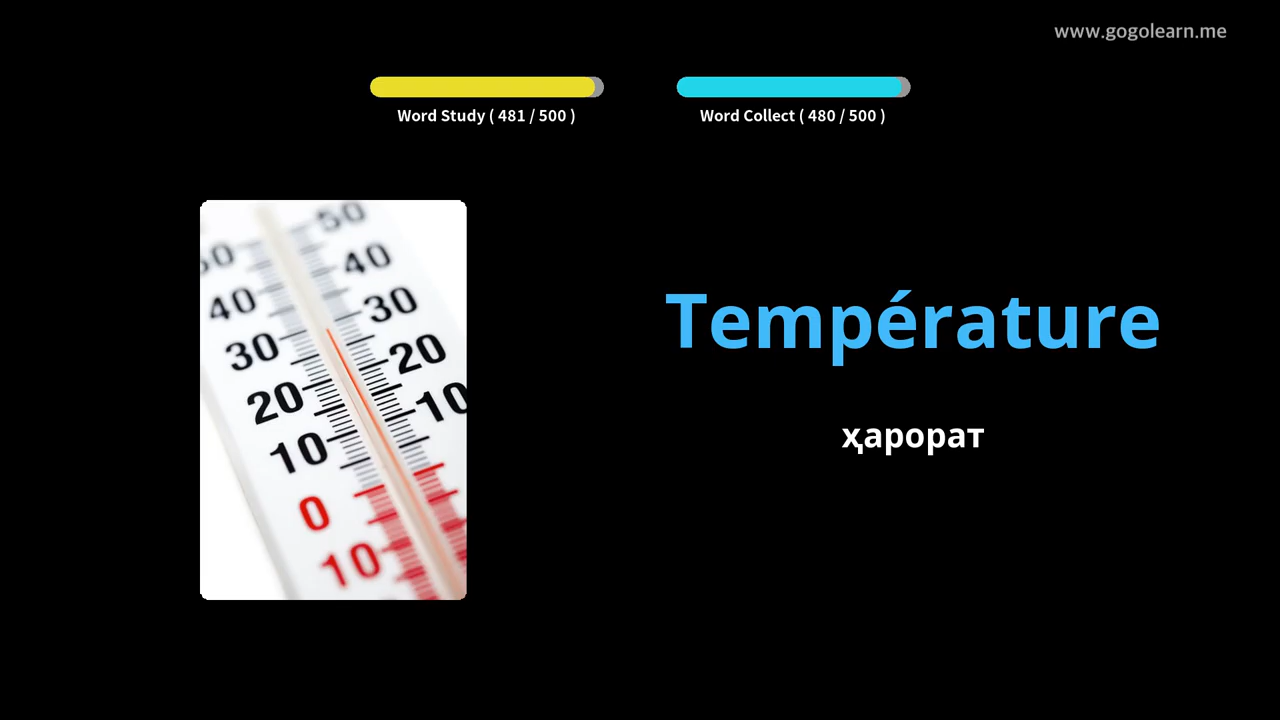 www.gogolearn.me
Word Study ( 481 / 500 )
Word Collect ( 480 / 500 )
50
50
40
40
30
30
20
20
10
10
0
10
Température
ҳарорат